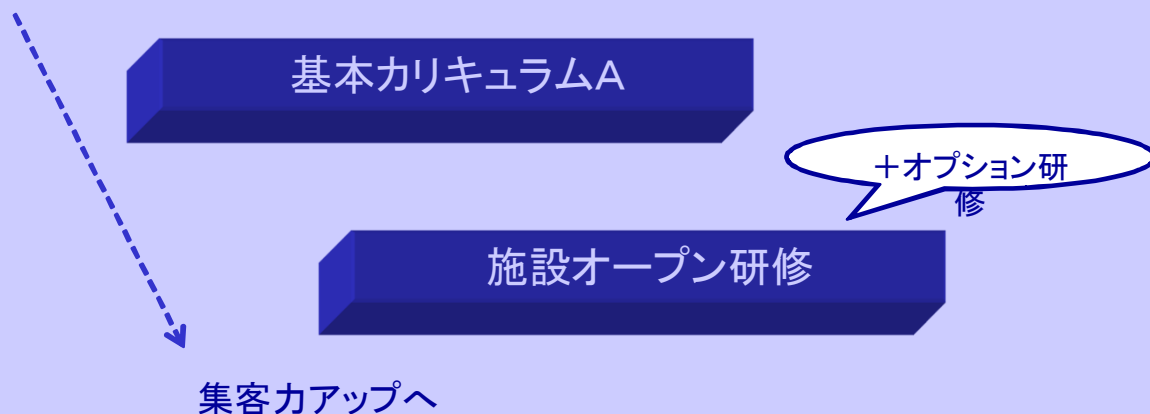 基本カリキュラムA
＋オプション研
修
施設オープン研修
集客力アップへ